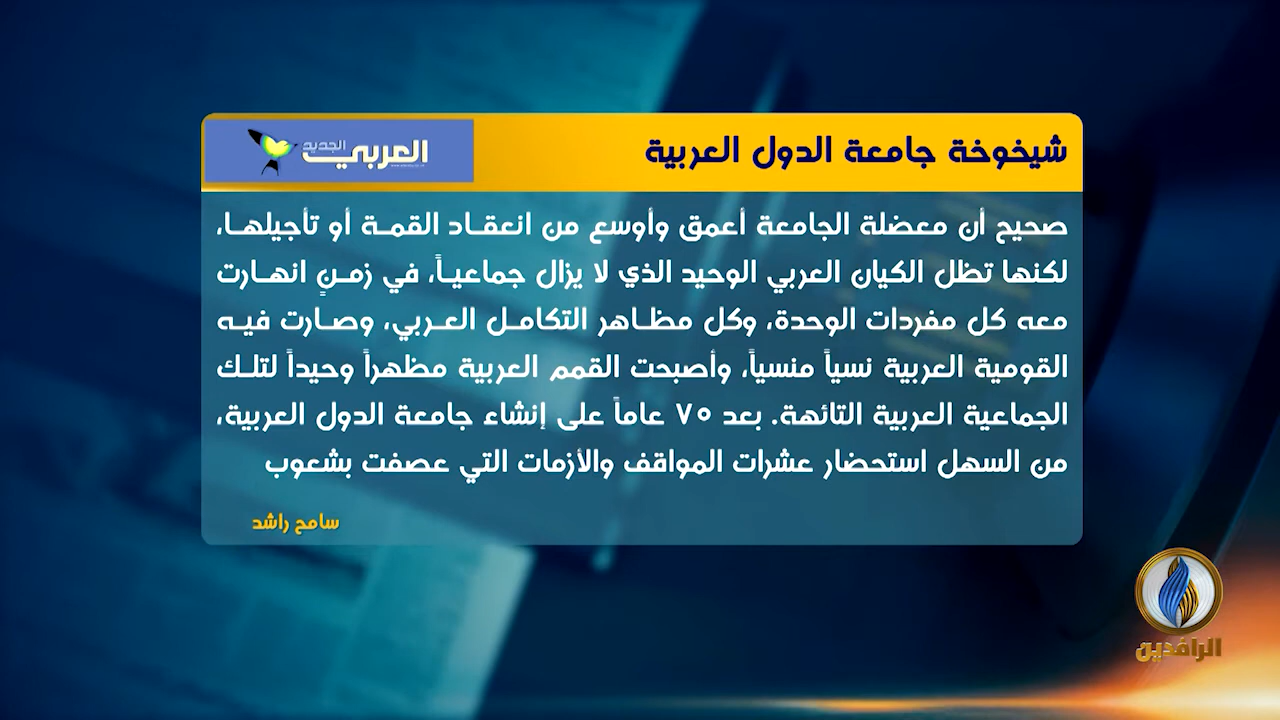 شيخوخة جامعة الدول العربية
العربي الجديد
صحيح أن معضلة الجامعة أعمق وأوسع من انعقاد القمة أو تأجيلها،
لكنها تظل الكيان العربي الوحيد الذي لا يزال جماعياً، في زمنٍ انهارت
معه كل مفردات الوحدة، وكل مظاهر التكامل العربي، وصارت فيه
القومية العربية نسياً منسياً، وأصبحت القمم العربية مظهراً وحيداً لتلك
الجماعية العربية التائهة. بعد ٧٠ عاماً على إنشاء جامعة الدول العربية،
من السهل استحضار عشرات المواقف والأزمات التي عصفت بشعوب
سامح راشد
الرافدين